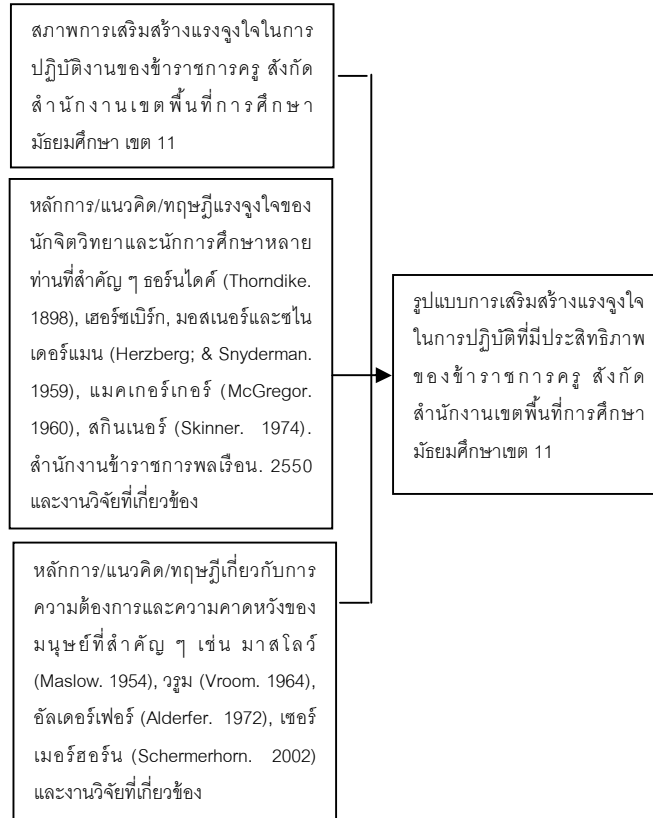 สภาพการเสริมสร้างแรงจูงใจในการ
ปฏิบัติงานของข้าราชการครู สังกัด
สำนักงานเขตพื้นที่การศึกษา
มัธยมศึกษา เขต 11
หลักการ/แนวคิด/ทฤษฎีแรงจูงใจของ
นักจิตวิทยาและนักการศึกษาหลาย
ท่านที่สำคัญ ๆ ธอร์นไดค์ (Thorndike.
1898), เฮอร์ซเบิร์ก, มอสเนอร์และซไน
เดอร์แมน (Herzberg; & Snyderman.
1959), แมคเกอร์เกอร์ (McGregor.
1960), สกินเนอร์ (Skinner. 1974).
สำนักงานข้าราชการพลเรือน. 2550
และงานวิจัยที่เกี่ยวข้อง
หลักการ/แนวคิด/ทฤษฎีเกี่ยวกับการ
ความต้องการและความคาดหวังของ
มนุษย์ที่สำคัญ ๆ เช่น มาสโลว์
(Maslow. 1954), วรูม (Vroom. 1964),
อัลเดอร์เฟอร์ (Alderfer. 1972), เชอร์
เมอร์ฮอร์น (Schermerhorn. 2002)
และงานวิจัยที่เกี่ยวข้อง
รูปแบบการเสริมสร้างแรงจูงใจ
ในการปฏิบัติที่มีประสิทธิภาพ
ของข้าราชการครู สังกัด
สำนักงานเขตพื้นที่การศึกษา
มัธยมศึกษาเขต 11